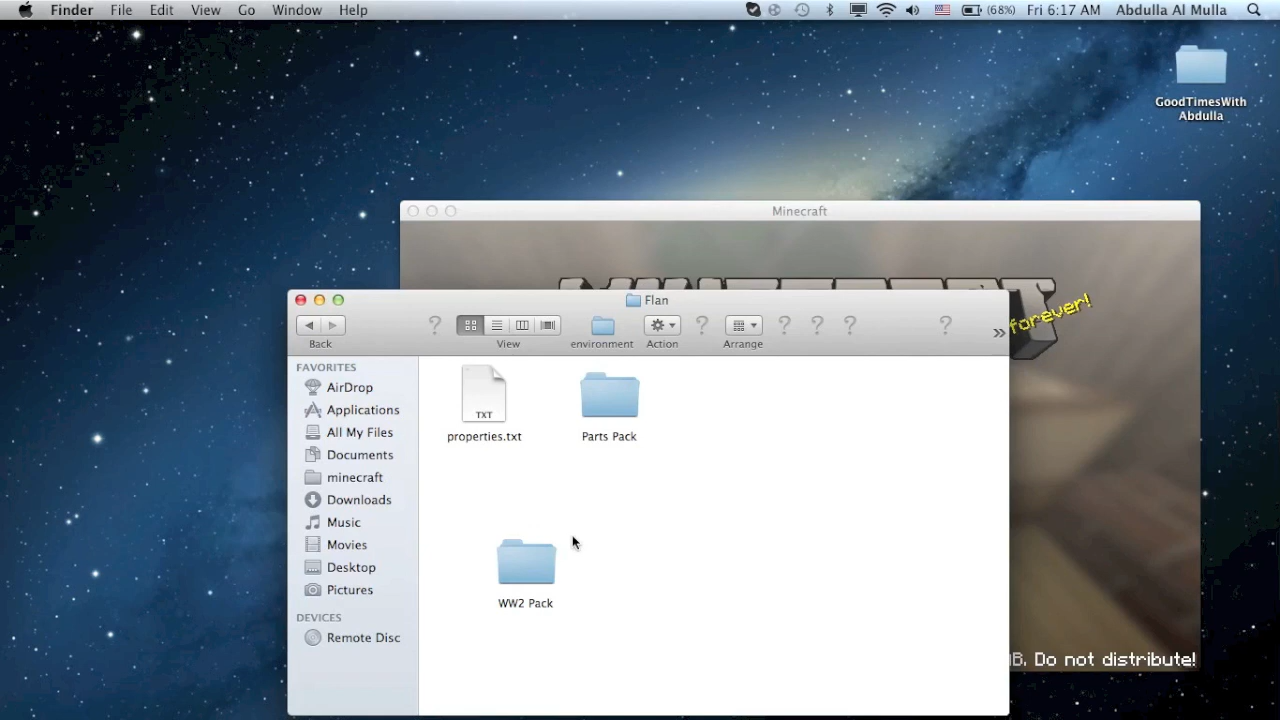 Finder File Edit View Go Window Help (68%) Fri 6:17 AM Abdulla Al Mulla
GoodTimesWith
Abdulla
Minecraft
forever!
Flan
? ? ? ? ? ?
Back View environment Action Arrange
FAVORITES
AirDrop
Applications
All My Files
Documents
minecraft
Downloads
Music
Movies
Desktop
Pictures
DEVICES
Remote Disc
TXT
properties.txt
Parts Pack
WW2 Pack
Do not distribute!